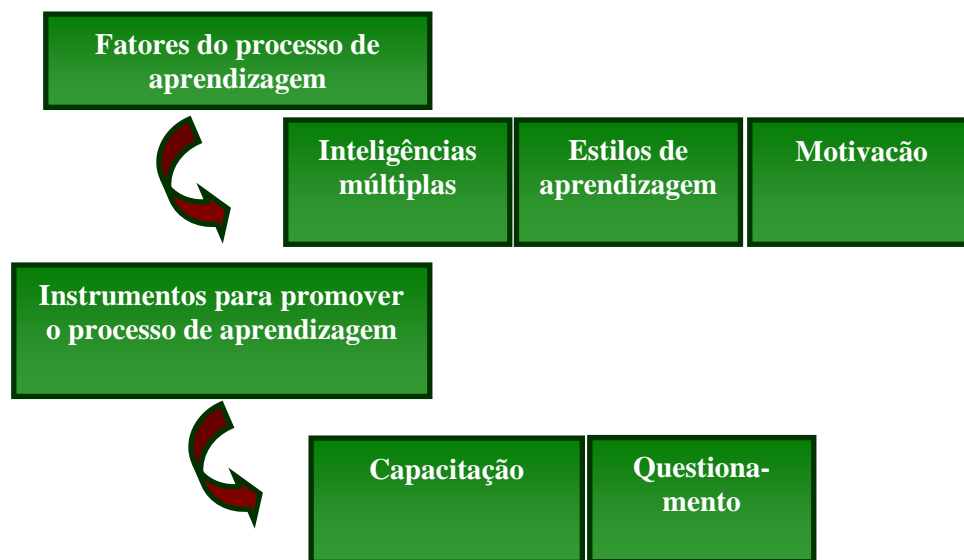 Fatores do processo de
aprendizagem
Inteligências
múltiplas
Estilos de
aprendizagem
Motivacão
Instrumentos para promover
o processo de aprendizagem
Capacitação
Questiona-
mento